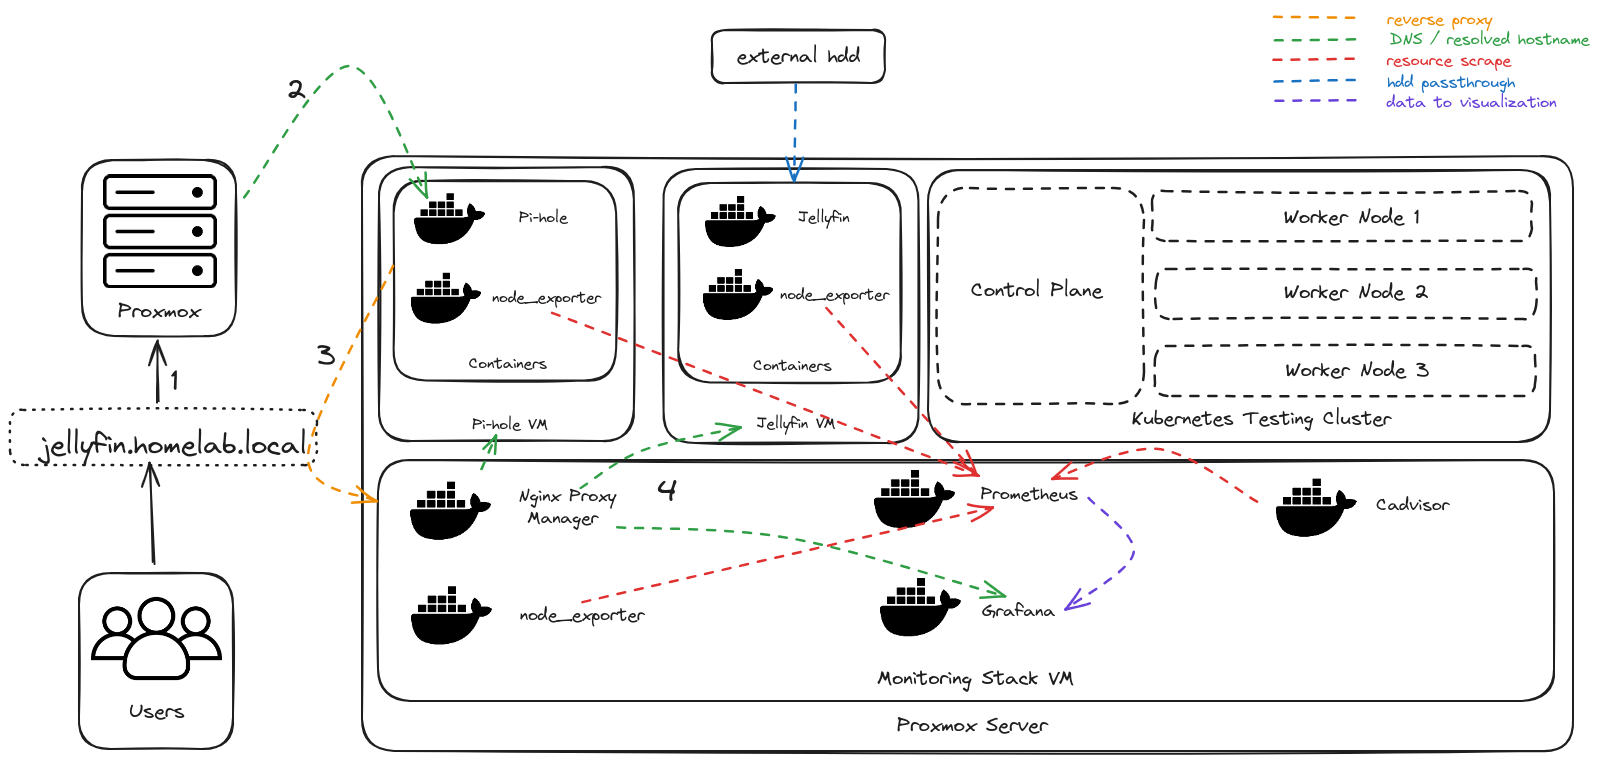 reverse proxy
DNS / resolved hostname
resource scrape
hdd passthrough
data to visualization
external hdd
2
Proxmox
1
3
jellyfin.homelab.local
Users
Pi-hole
node_exporter
Containers
Pi-hole VM
Jellyfin
node_exporter
Containers
Jellyfin VM
Control Plane
Worker Node 1
Worker Node 2
Worker Node 3
Kubernetes Testing Cluster
Nginx Proxy
Manager
4
Prometheus
Cadvisor
node_exporter
Grafana
Monitoring Stack VM
Proxmox Server